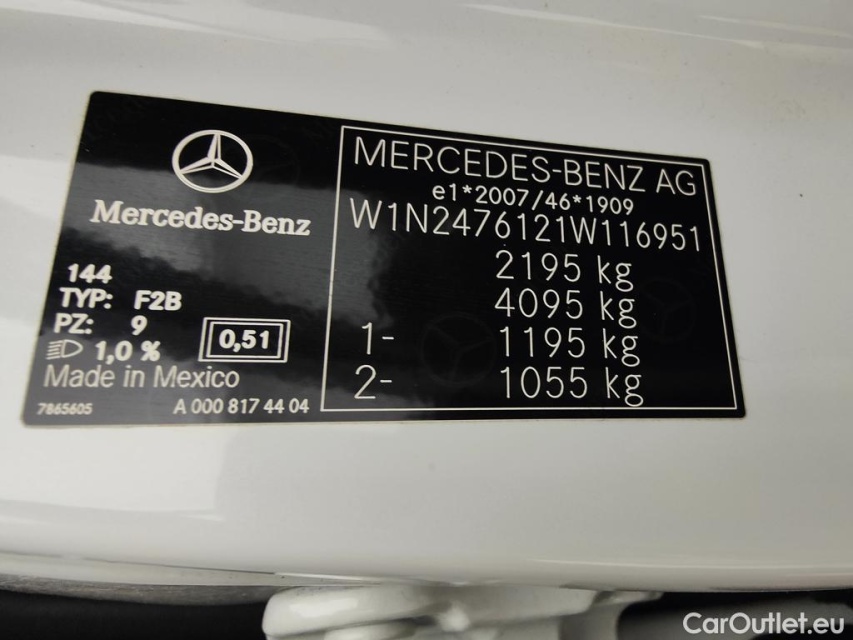 Mercedes-Benz
144
TYP: F2B
PZ: 9
1,0 %
0,51
Made in Mexico
7865605 A 000 817 44 04
MERCEDES-BENZ AG
e1*2007/46*1909
W1N2476121W116951
2195 kg
4095 kg
1- 1195 kg
2- 1055 kg
CarOutlet.eu